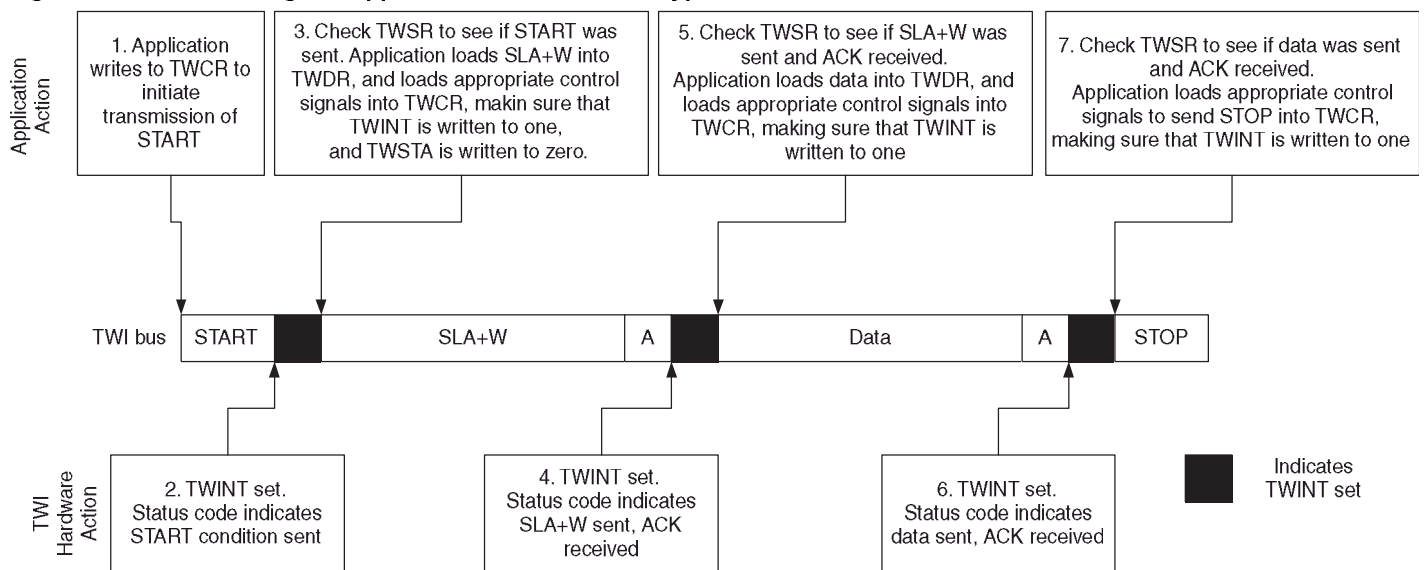 Application
Action
1. Application
writes to TWCR to
initiate
transmission of
START
3. Check TWSR to see if START was
sent. Application loads SLA+W into
TWDR, and loads appropriate control
signals into TWCR, makin sure that
TWINT is written to one,
and TWSTA is written to zero.
5. Check TWSR to see if SLA+W was
sent and ACK received.
Application loads data into TWDR, and
loads appropriate control signals into
TWCR, making sure that TWINT is
written to one
7. Check TWSR to see if data was sent
and ACK received.
Application loads appropriate control
signals to send STOP into TWCR,
making sure that TWINT is written to one
TWI bus
START
SLA+W
A
Data
A
STOP
TWI
Hardware
Action
2. TWINT set.
Status code indicates
START condition sent
4. TWINT set.
Status code indicates
SLA+W sent, ACK
received
6. TWINT set.
Status code indicates
data sent, ACK received
Indicates
TWINT set